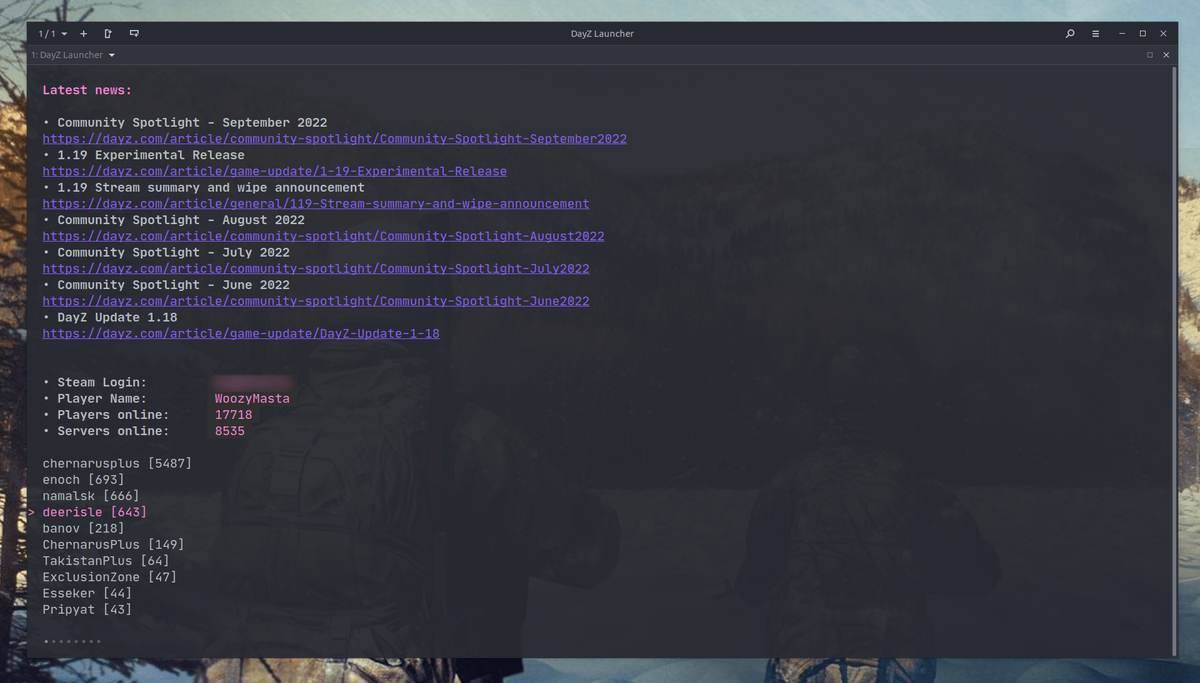 1 / 1
DayZ Launcher
1: DayZ Launcher
Latest news:
• Community Spotlight - September 2022
https://dayz.com/article/community-spotlight/Community-Spotlight-September2022
• 1.19 Experimental Release
https://dayz.com/article/game-update/1-19-Experimental-Release
• 1.19 Stream summary and wipe announcement
https://dayz.com/article/general/119-Stream-summary-and-wipe-announcement
• Community Spotlight - August 2022
https://dayz.com/article/community-spotlight/Community-Spotlight-August2022
• Community Spotlight - July 2022
https://dayz.com/article/community-spotlight/Community-Spotlight-July2022
• Community Spotlight - June 2022
https://dayz.com/article/community-spotlight/Community-Spotlight-June2022
• DayZ Update 1.18
https://dayz.com/article/game-update/DayZ-Update-1-18
• Steam Login:
• Player Name: WoozyMasta
• Players online: 17718
• Servers online: 8535
chernarusplus [5487]
enoch [693]
namalsk [666]
> deerisle [643]
banov [218]
ChernarusPlus [149]
TakistanPlus [64]
ExclusionZone [47]
Esseker [44]
Pripyat [43]